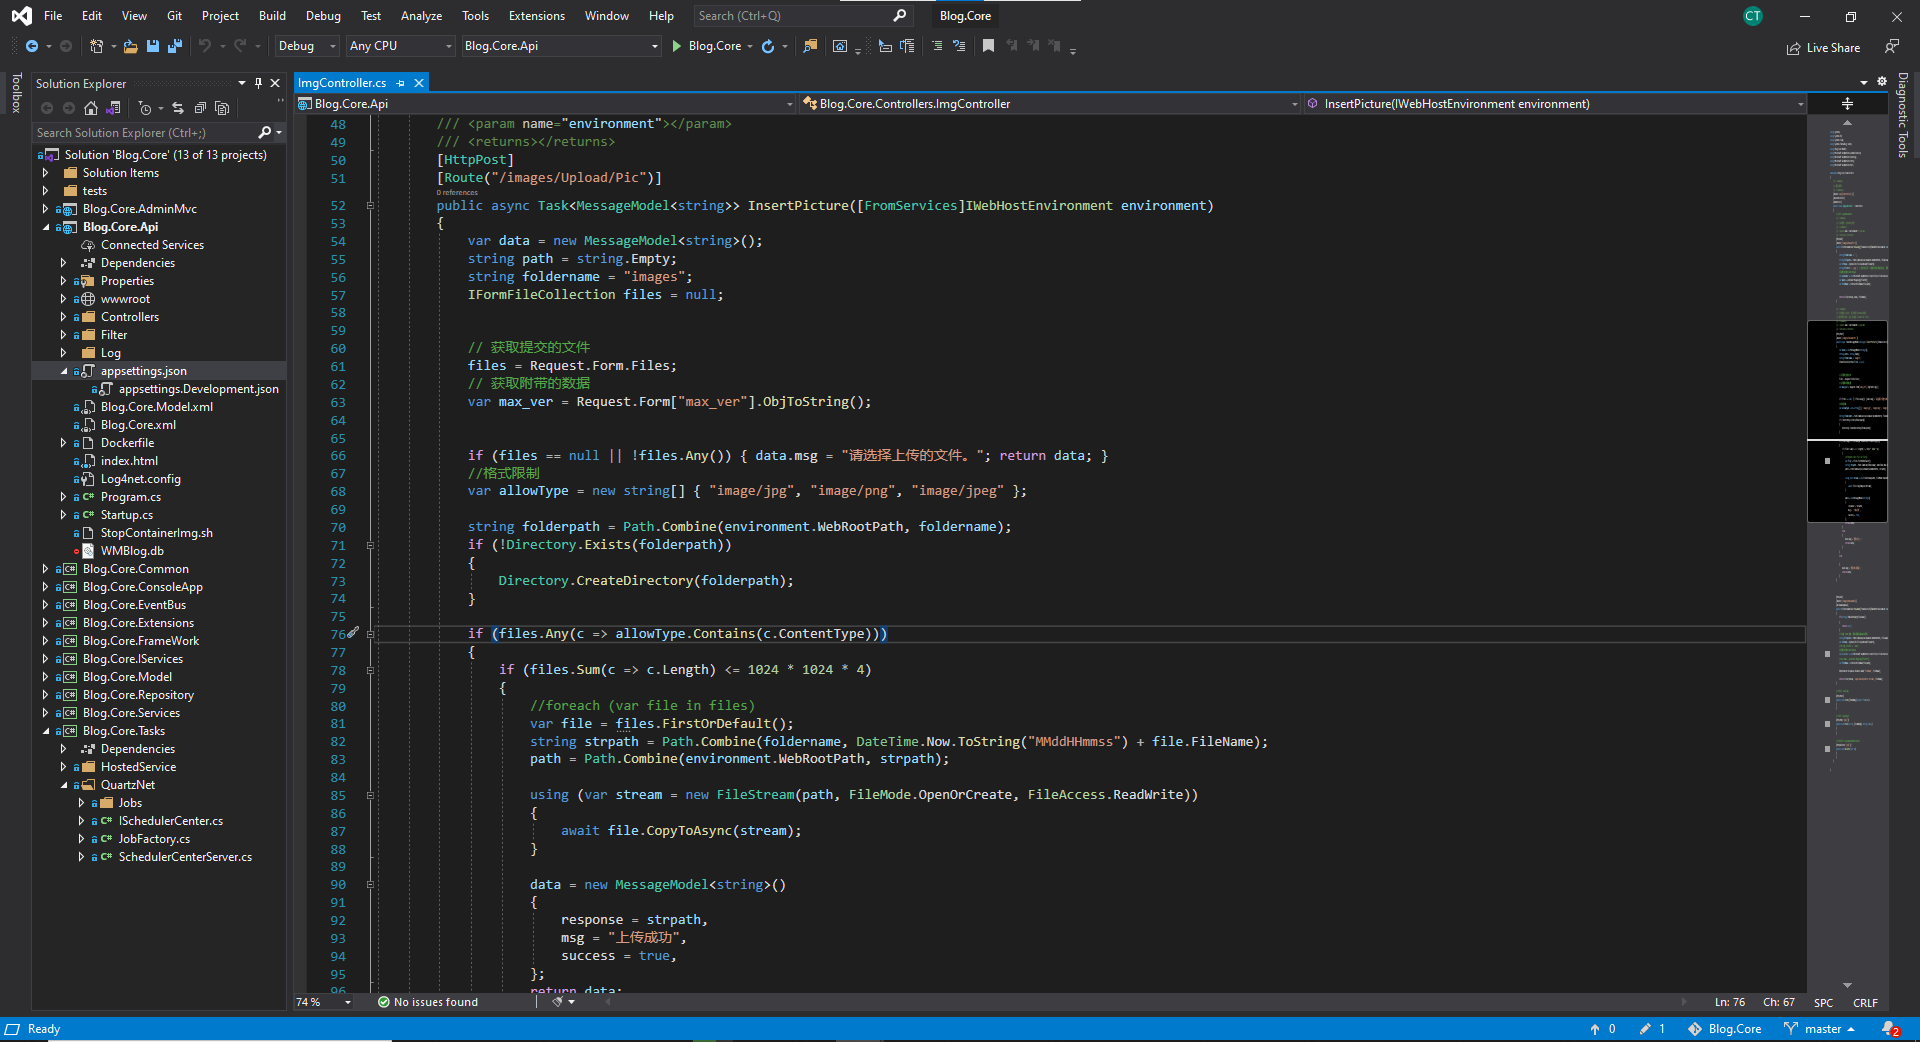 File Edit View Git Project Build Debug Test Analyze Tools Extensions Window Help Search (Ctrl+Q) Blog.Core CT
Debug Any CPU Blog.Core.Api Blog.Core Live Share
Toolbox
Solution Explorer
Search Solution Explorer (Ctrl+;)
Solution 'Blog.Core' (13 of 13 projects)
Solution Items
tests
Blog.Core.AdminMvc
Blog.Core.Api
Connected Services
Dependencies
Properties
wwwroot
Controllers
Filter
Log
appsettings.json
appsettings.Development.json
Blog.Core.Model.xml
Blog.Core.xml
Dockerfile
index.html
Log4net.config
Program.cs
Startup.cs
StopContainerImg.sh
WMBlog.db
Blog.Core.Common
Blog.Core.ConsoleApp
Blog.Core.EventBus
Blog.Core.Extensions
Blog.Core.FrameWork
Blog.Core.IServices
Blog.Core.Model
Blog.Core.Repository
Blog.Core.Services
Blog.Core.Tasks
Dependencies
HostedService
QuartzNet
Jobs
ISchedulerCenter.cs
JobFactory.cs
SchedulerCenterServer.cs
ImgController.cs
Blog.Core.Api Blog.Core.Controllers.ImgController InsertPicture(IWebHostEnvironment environment)
48 /// <param name="environment"></param>
49 /// <returns></returns>
50 [HttpPost]
51 [Route("/images/Upload/Pic")]
0 references
52 public async Task<MessageModel<string>> InsertPicture([FromServices]IWebHostEnvironment environment)
53 {
54 var data = new MessageModel<string>();
55 string path = string.Empty;
56 string foldername = "images";
57 IFormFileCollection files = null;
58
59
60 // 获取提交的文件
61 files = Request.Form.Files;
62 // 获取附带的数据
63 var max_ver = Request.Form["max_ver"].ObjToString();
64
65
66 if (files == null || !files.Any()) { data.msg = "请选择上传的文件。"; return data; }
67 //格式限制
68 var allowType = new string[] { "image/jpg", "image/png", "image/jpeg" };
69
70 string folderpath = Path.Combine(environment.WebRootPath, foldername);
71 if (!Directory.Exists(folderpath))
72 {
73 Directory.CreateDirectory(folderpath);
74 }
75
76 if (files.Any(c => allowType.Contains(c.ContentType)))
77 {
78 if (files.Sum(c => c.Length) <= 1024 * 1024 * 4)
79 {
80 //foreach (var file in files)
81 var file = files.FirstOrDefault();
82 string strpath = Path.Combine(foldername, DateTime.Now.ToString("MMddHHmmss") + file.FileName);
83 path = Path.Combine(environment.WebRootPath, strpath);
84
85 using (var stream = new FileStream(path, FileMode.OpenOrCreate, FileAccess.ReadWrite))
86 {
87 await file.CopyToAsync(stream);
88 }
89
90 data = new MessageModel<string>()
91 {
92 response = strpath,
93 msg = "上传成功",
94 success = true,
95 };
96 return data;
74 % No issues found Ln: 76 Ch: 67 SPC CRLF
Diagnostic Tools
Ready 0 1 Blog.Core master 2